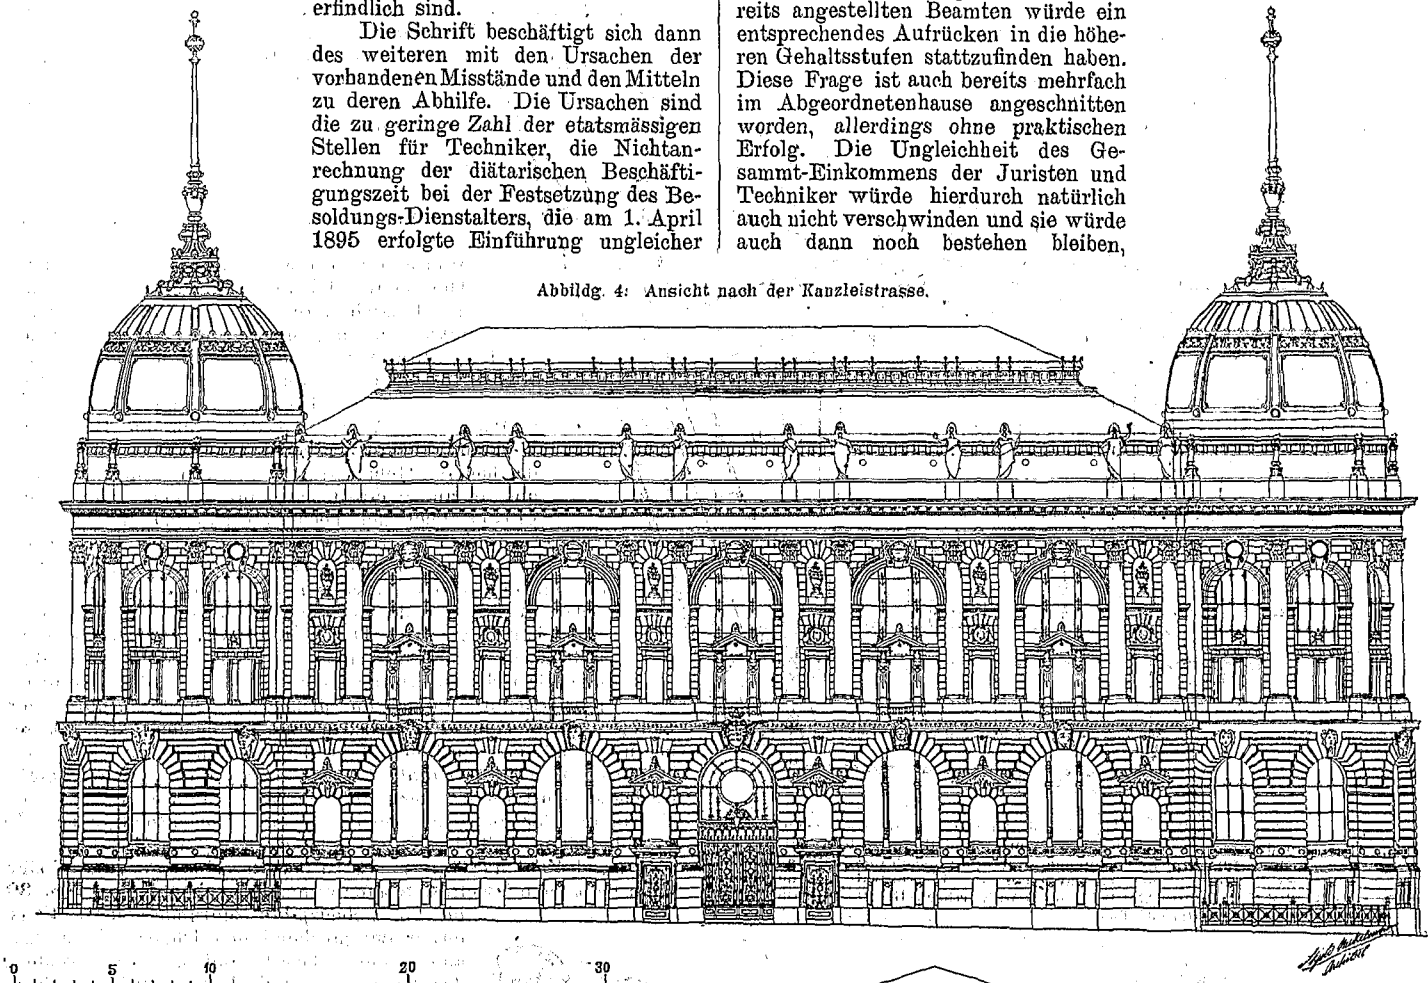 erfindlich sind.
Die Schrift beschäftigt sich dann
des weiteren mit den Ursachen der
vorhandenen Misstände und den Mitteln
zu deren Abhilfe. Die Ursachen sind
die zu geringe Zahl der etatsmässigen
Stellen für Techniker, die Nichtan-
rechnung der diätarischen Beschäfti-
gungszeit bei der Festsetzung des Be-
soldungs-Dienstalters, die am 1. April
1895 erfolgte Einführung ungleicher
reits angestellten Beamten würde ein
entsprechendes Aufrücken in die höhe-
ren Gehaltsstufen stattzufinden haben.
Diese Frage ist auch bereits mehrfach
im Abgeordnetenhause angeschnitten
worden, allerdings ohne praktischen
Erfolg. Die Ungleichheit des Ge-
sammt-Einkommens der Juristen und
Techniker würde hierdurch natürlich
auch nicht verschwinden und sie würde
auch dann noch bestehen bleiben,
Abbildg. 4: Ansicht nach der Kanzleistrasse.
0 5 10 20 30